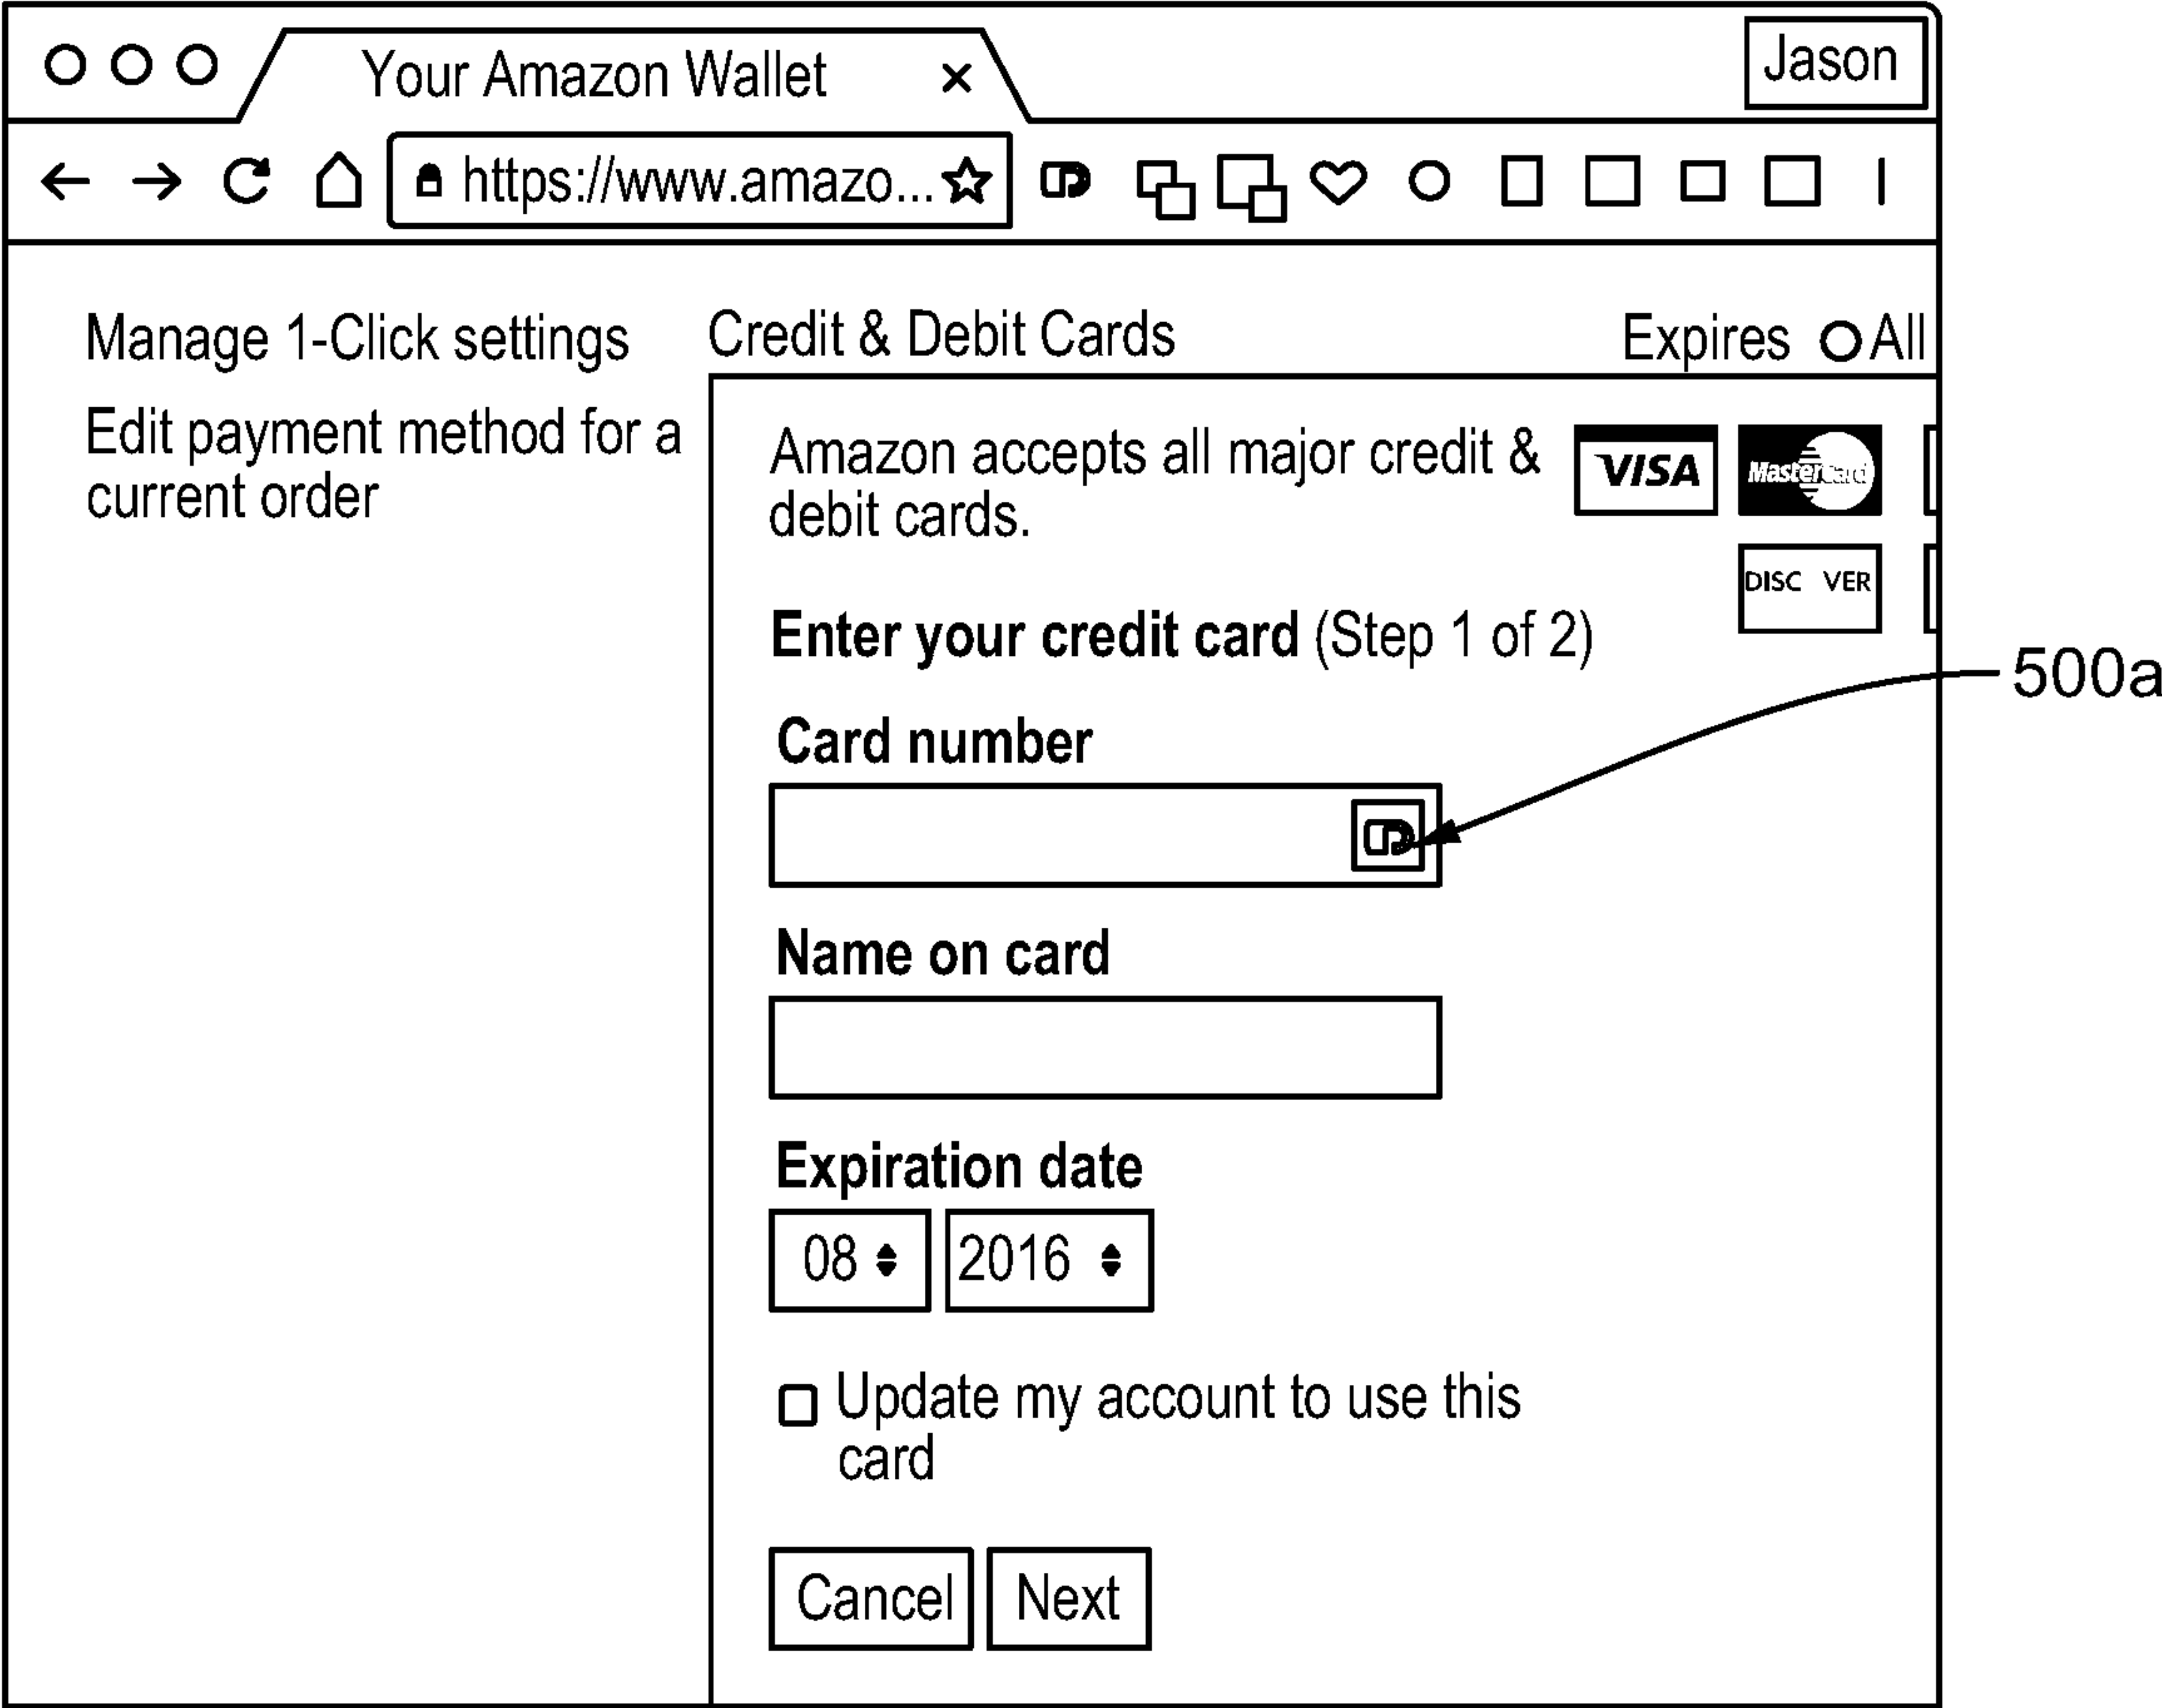 Your Amazon Wallet
Jason
https://www.amazo...
Manage 1-Click settings
Edit payment method for a
current order
Credit & Debit Cards
Expires
All
Amazon accepts all major credit &
debit cards.
VISA
MasterCard
DISC VER
Enter your credit card (Step 1 of 2)
500a
Card number
Name on card
Expiration date
08
2016
Update my account to use this
card
Cancel
Next